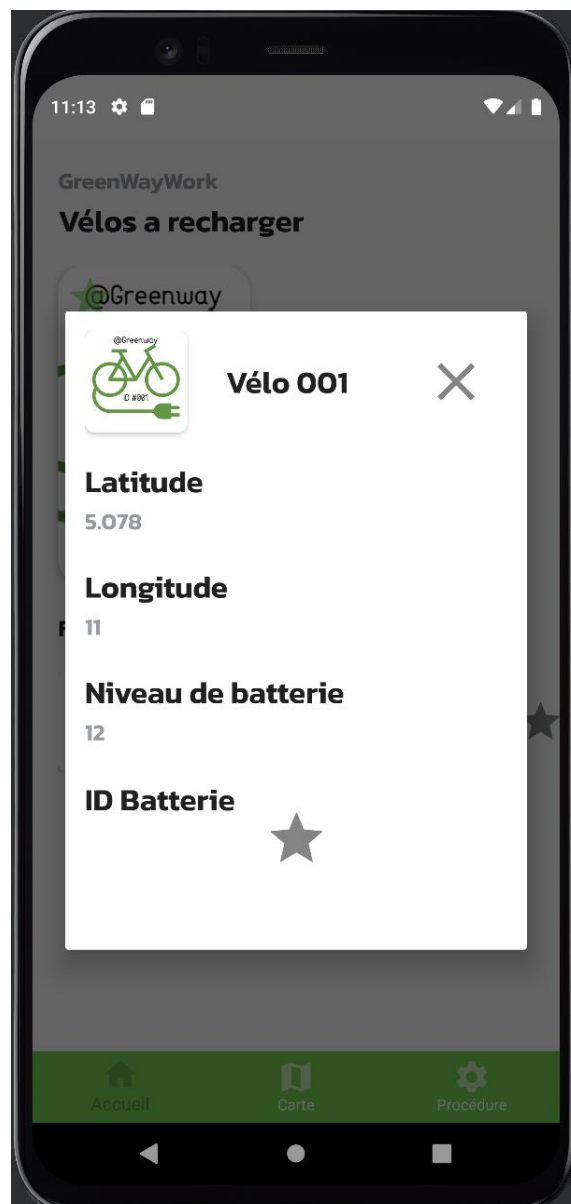 11:13
GreenWayWork
Vélos a recharger
@Greenway
@Greenway
ID #001
Vélo 001
Latitude
5.078
Longitude
11
Niveau de batterie
12
ID Batterie
Accueil
Carte
Procédure